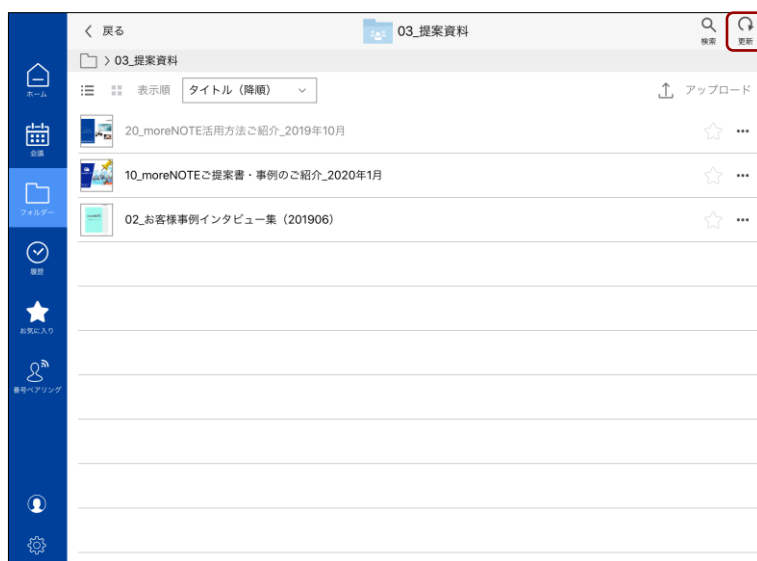 戻る
03_提案資料
検索
更新
03_提案資料
表示順
タイトル（降順）
アップロード
20_moreNOTE活用方法ご紹介_2019年10月
10_moreNOTEご提案書・事例のご紹介_2020年1月
02_お客様事例インタビュー集（201906）
ホーム
会議
フォルダー
履歴
お気に入り
番号ペアリング